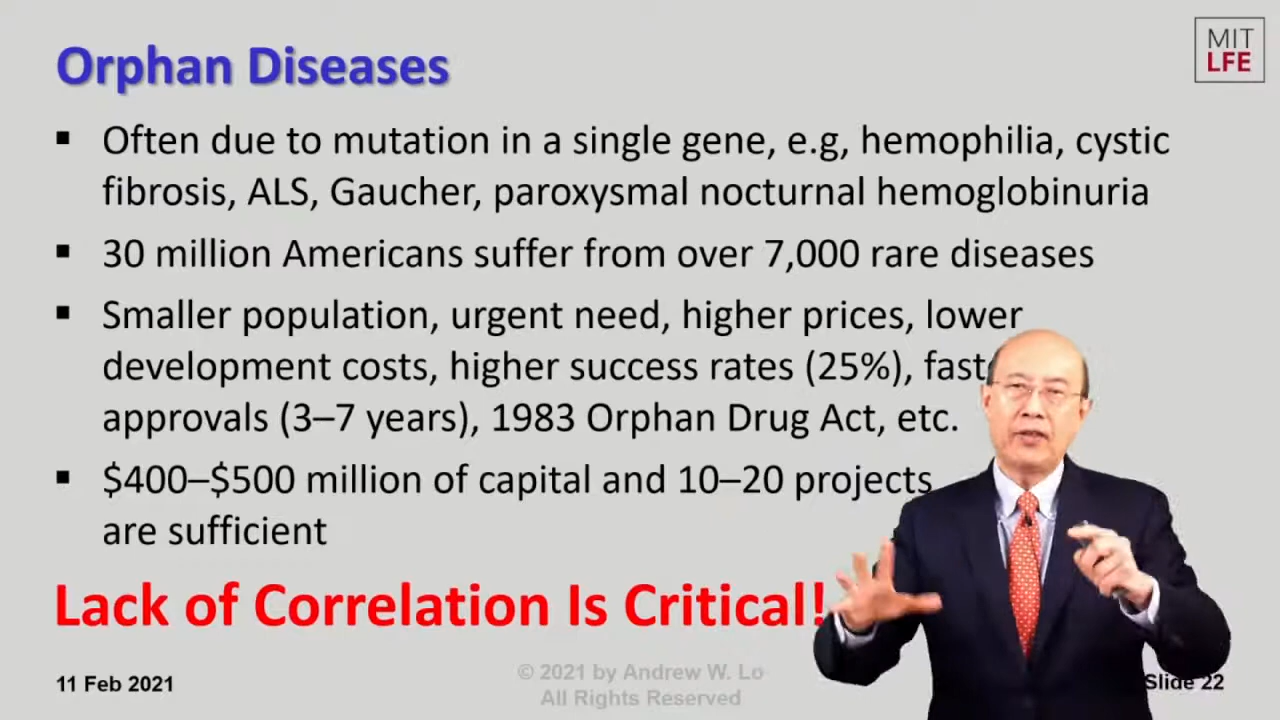 Orphan Diseases
MIT
LFE
▪ Often due to mutation in a single gene, e.g, hemophilia, cystic
fibrosis, ALS, Gaucher, paroxysmal nocturnal hemoglobinuria
▪ 30 million Americans suffer from over 7,000 rare diseases
▪ Smaller population, urgent need, higher prices, lower
development costs, higher success rates (25%),
approvals (3–7 years), 1983 Orphan Drug Act, etc.
▪ $400–$500 million of capital and 10–20 projects
are sufficient
Lack of Correlation Is Critical!
11 Feb 2021
© 2021 by Andrew W. Lo
All Rights Reserved
Slide 22